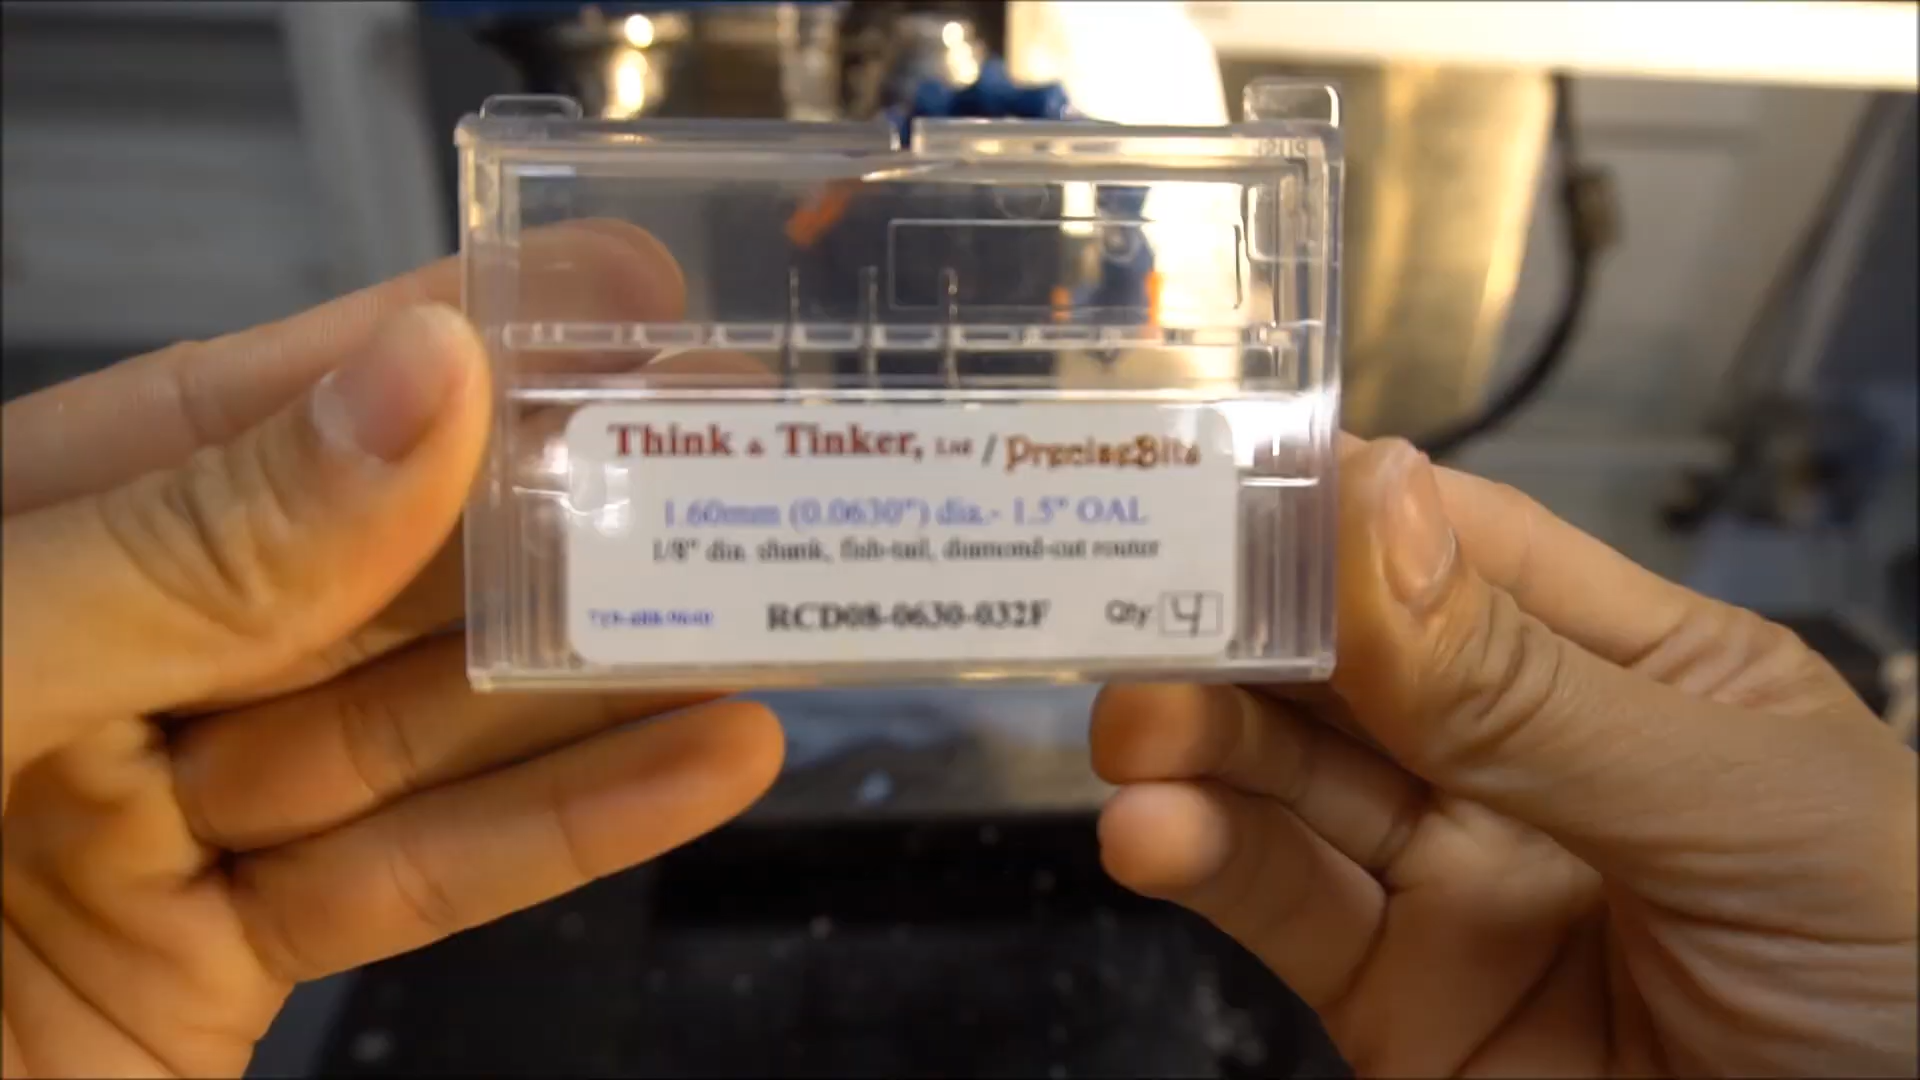 Think & Tinker, Ltd / PreciseBits
1.60mm (0.0630") dia.- 1.5" OAL
1/8" dia. shank, fish-tail, diamond-cut router
RCD08-0630-032F
Qty 4